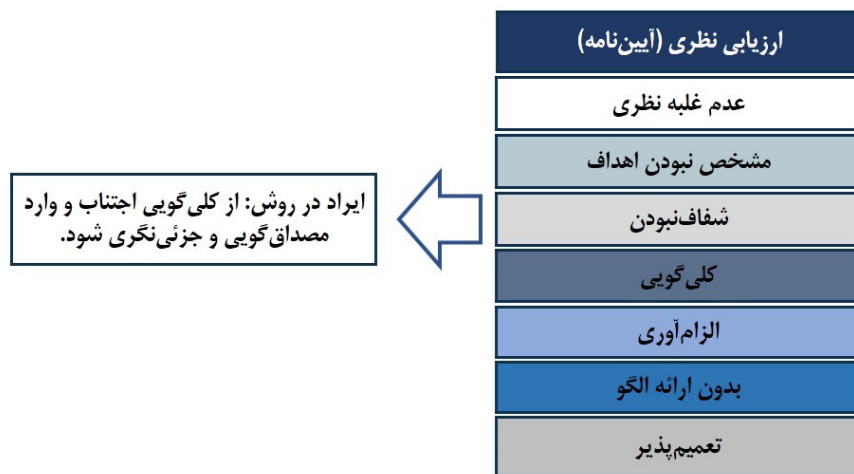 ارزیابی نظری (آیین‌نامه)
عدم غلبه نظری
مشخص نبودن اهداف
شفاف‌نبودن
کلی‌گویی
الزام‌آوری
بدون ارائه الگو
تعمیم‌پذیر
ایراد در روش: از کلی‌گویی اجتناب و وارد
مصداق‌گویی و جزئی‌نگری شود.